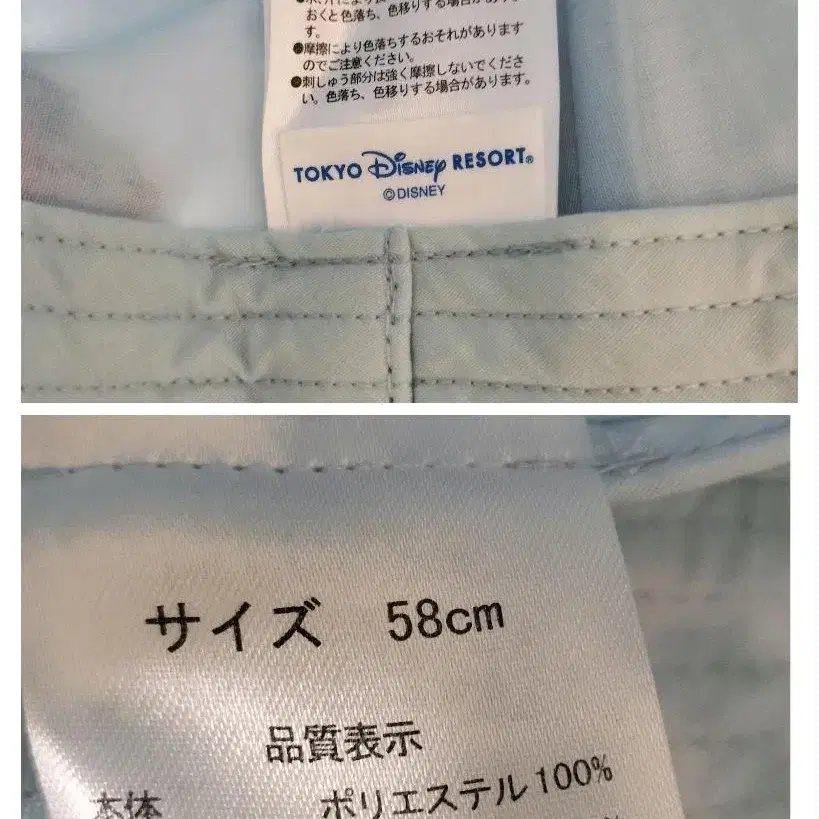 おくと色落ち、色移りする場合があります。
●摩擦により色落ちするおそれがあります
のでご注意ください。
●刺しゅう部分は強く摩擦しないでくださ
い。色落ち、色移りする場合があります。
TOKYO Disney RESORT®
©DISNEY
サイズ 58cm
品質表示
本体 ポリエステル100%